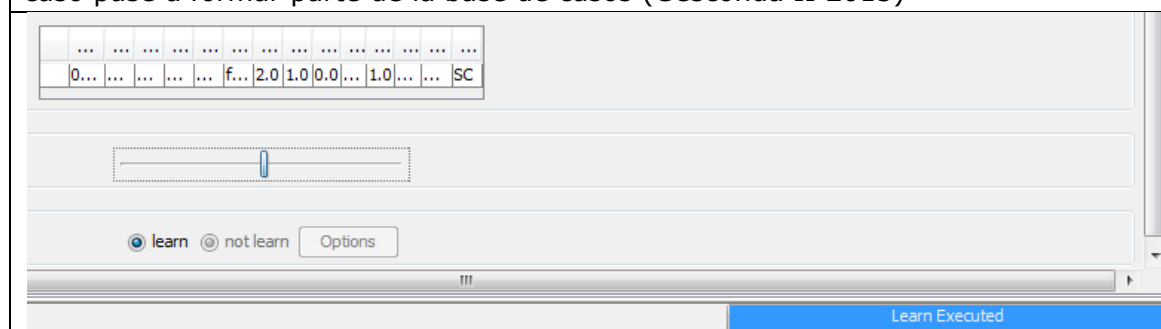 caso pase a formar parte de la base de casos (Gesconda II 2013)
... ... ... ... ... ... ... ... ... ... ... ... ... ...
0... ... ... ... ... f... 2.0 1.0 0.0 ... 1.0 ... ... SC
learn not learn Options
Learn Executed